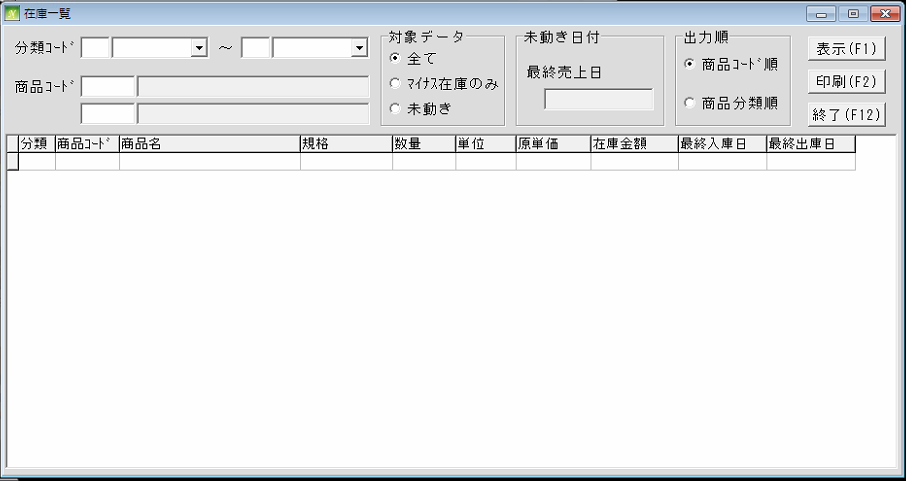 在庫一覧
分類ｺｰﾄﾞ ～
商品ｺｰﾄﾞ
対象データ
全て
ﾏｲﾅｽ在庫のみ
未動き
未動き日付
最終売上日
出力順
商品ｺｰﾄﾞ順
商品分類順
表示(F1)
印刷(F2)
終了(F12)
分類 商品ｺｰﾄﾞ 商品名 規格 数量 単位 原単価 在庫金額 最終入庫日 最終出庫日